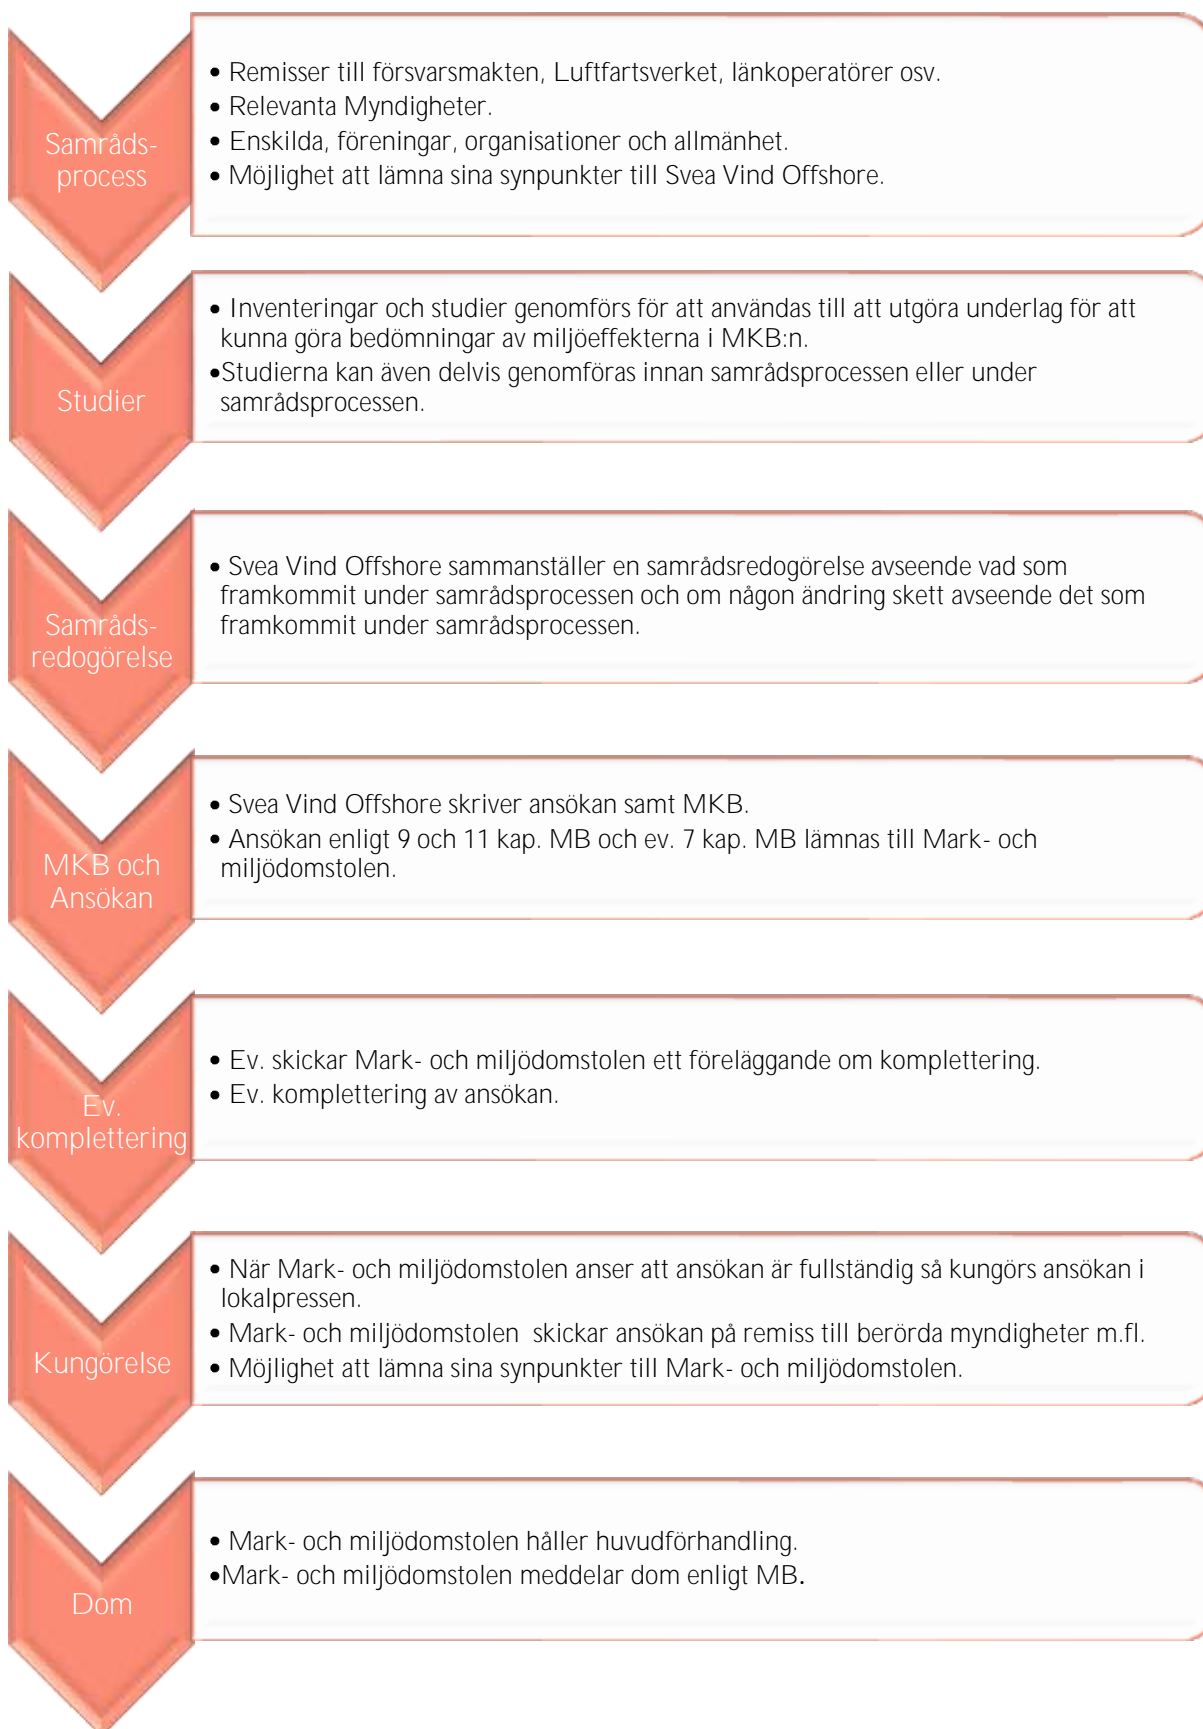 Samråds-
process
• Remisser till försvarsmakten, Luftfartsverket, länkoperatörer osv.
• Relevanta Myndigheter.
• Enskilda, föreningar, organisationer och allmänhet.
• Möjlighet att lämna sina synpunkter till Svea Vind Offshore.
Studier
• Inventeringar och studier genomförs för att användas till att utgöra underlag för att
kunna göra bedömningar av miljöeffekterna i MKB:n.
•Studierna kan även delvis genomföras innan samrådsprocessen eller under
samrådsprocessen.
Samråds-
redogörelse
• Svea Vind Offshore sammanställer en samrådsredogörelse avseende vad som
framkommit under samrådsprocessen och om någon ändring skett avseende det som
framkommit under samrådsprocessen.
MKB och
Ansökan
• Svea Vind Offshore skriver ansökan samt MKB.
• Ansökan enligt 9 och 11 kap. MB och ev. 7 kap. MB lämnas till Mark- och
miljödomstolen.
Ev.
komplettering
• Ev. skickar Mark- och miljödomstolen ett föreläggande om komplettering.
• Ev. komplettering av ansökan.
Kungörelse
• När Mark- och miljödomstolen anser att ansökan är fullständig så kungörs ansökan i
lokalpressen.
• Mark- och miljödomstolen skickar ansökan på remiss till berörda myndigheter m.fl.
• Möjlighet att lämna sina synpunkter till Mark- och miljödomstolen.
Dom
• Mark- och miljödomstolen håller huvudförhandling.
•Mark- och miljödomstolen meddelar dom enligt MB.